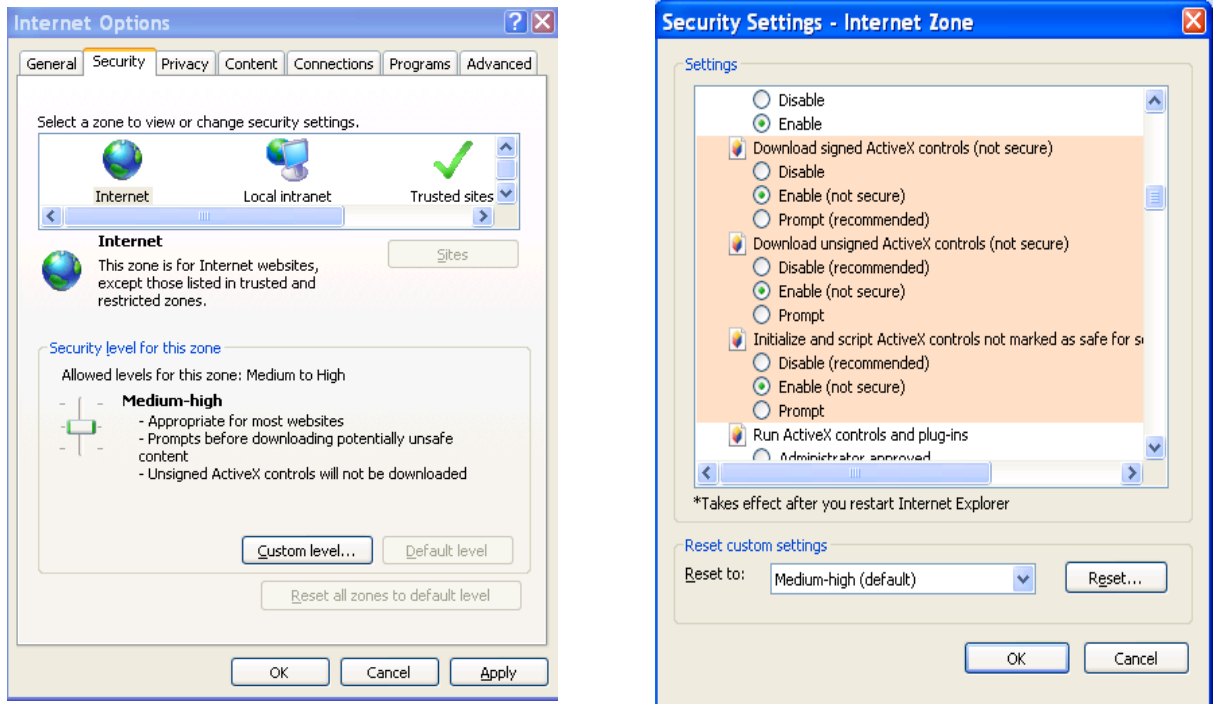 Internet Options
General Security Privacy Content Connections Programs Advanced
Select a zone to view or change security settings.
Internet Local intranet Trusted sites
Internet
Sites
This zone is for Internet websites,
except those listed in trusted and
restricted zones.
Security level for this zone
Allowed levels for this zone: Medium to High
Medium-high
- Appropriate for most websites
- Prompts before downloading potentially unsafe
content
- Unsigned ActiveX controls will not be downloaded
Custom level... Default level
Reset all zones to default level
OK Cancel Apply
Security Settings - Internet Zone
Settings
Disable
Enable
Download signed ActiveX controls (not secure)
Disable
Enable (not secure)
Prompt (recommended)
Download unsigned ActiveX controls (not secure)
Disable (recommended)
Enable (not secure)
Prompt
Initialize and script ActiveX controls not marked as safe for s
Disable (recommended)
Enable (not secure)
Prompt
Run ActiveX controls and plug-ins
Administrator approved
*Takes effect after you restart Internet Explorer
Reset custom settings
Reset to: Medium-high (default) Reset...
OK Cancel